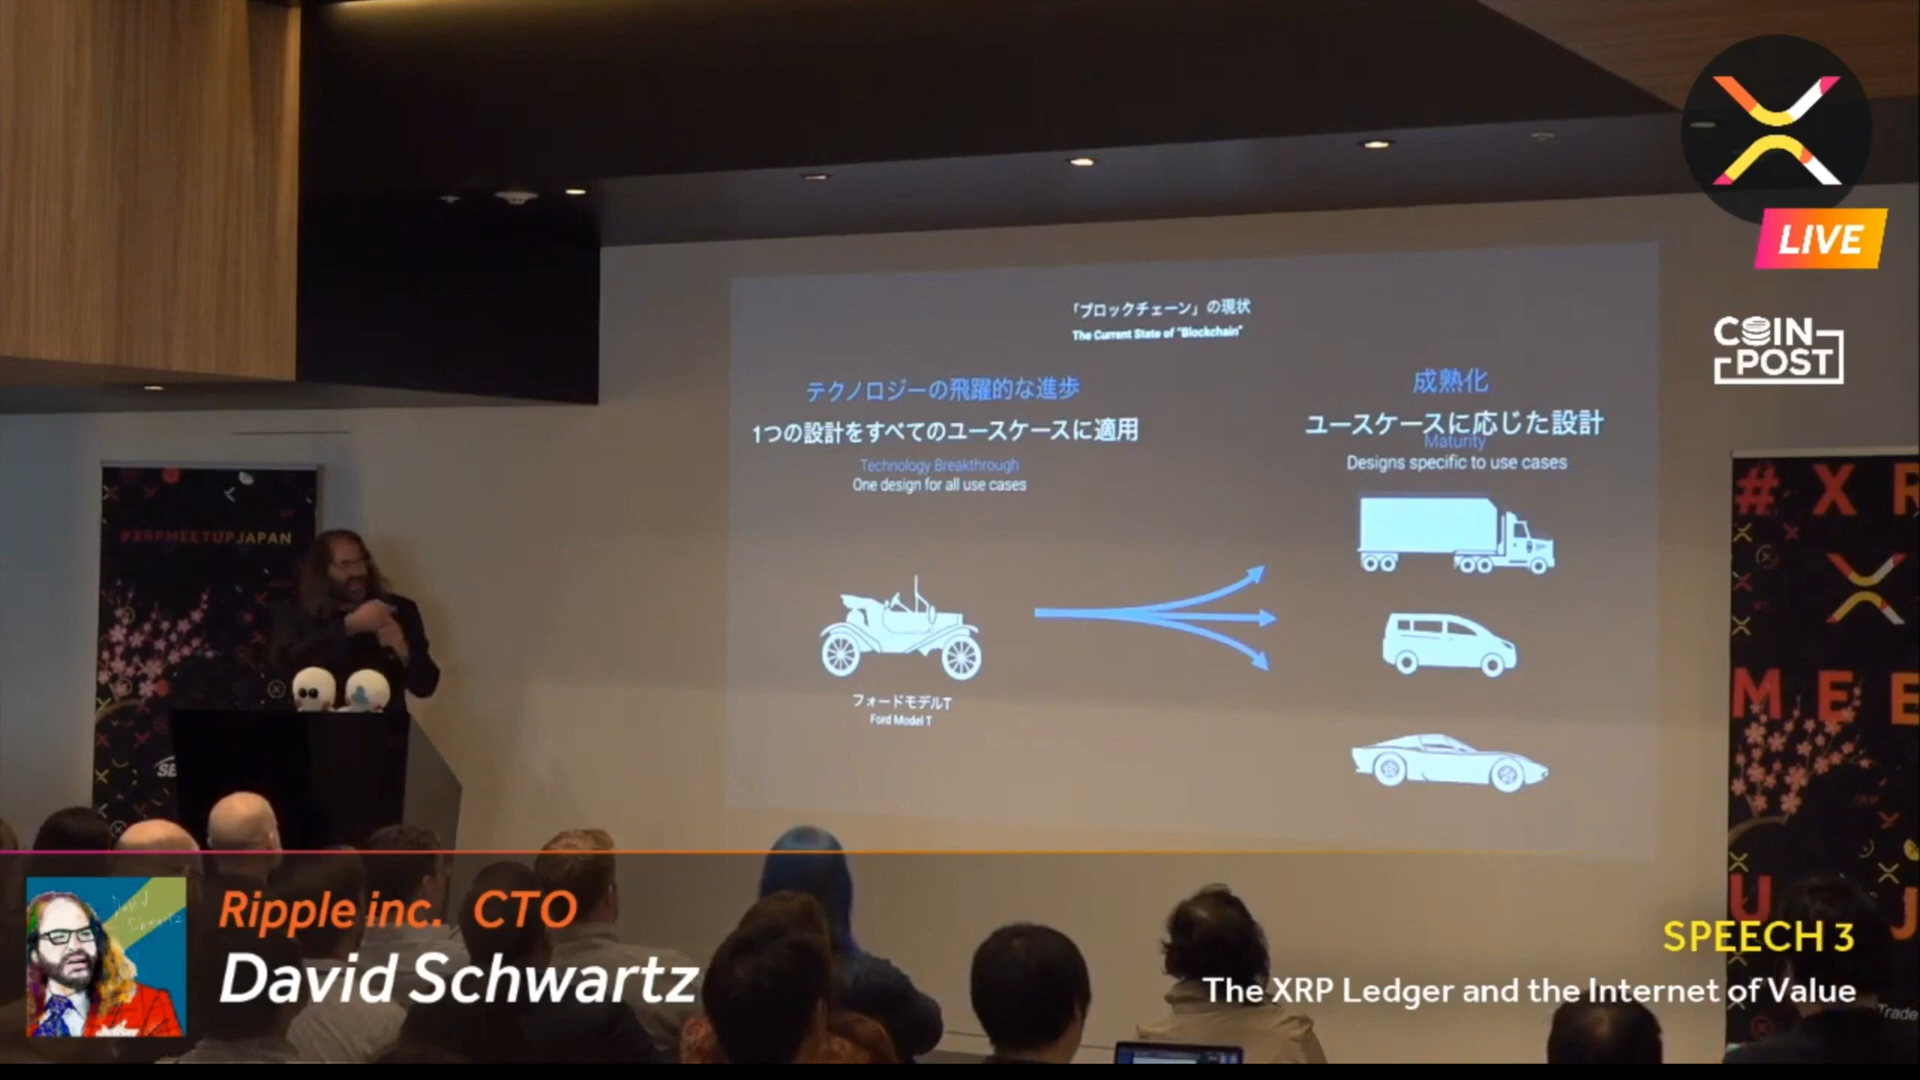 LIVE
COIN
POST
「ブロックチェーン」の現状
The Current State of "Blockchain"
テクノロジーの飛躍的な進歩
1つの設計をすべてのユースケースに適用
Technology Breakthrough
One design for all use cases
成熟化
ユースケースに応じた設計
Maturity
Designs specific to use cases
フォードモデルT
Ford Model T
#XRPMEETUPJAPAN
# X R
M E E
U
J
Ripple inc. CTO
David Schwartz
SPEECH 3
The XRP Ledger and the Internet of Value
Trade